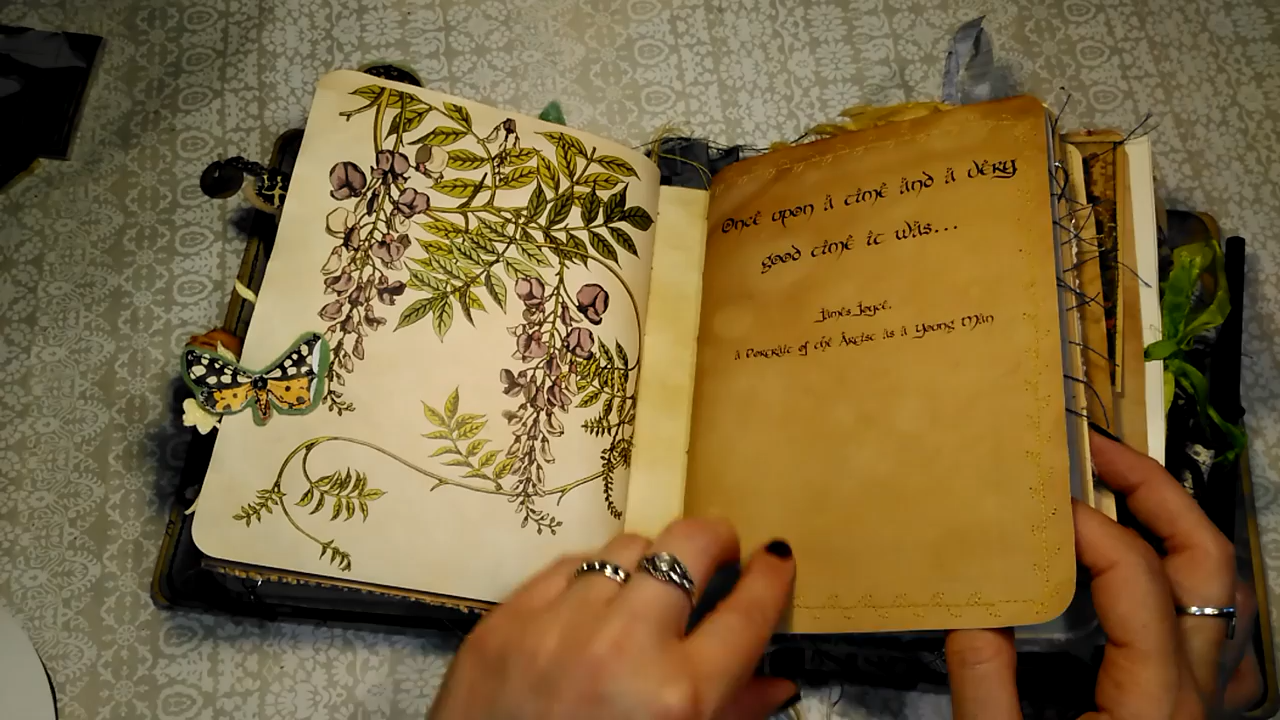 Once upon a time and a very
good time it was...
James Joyce,
a Portrait of the Artist as a Young Man